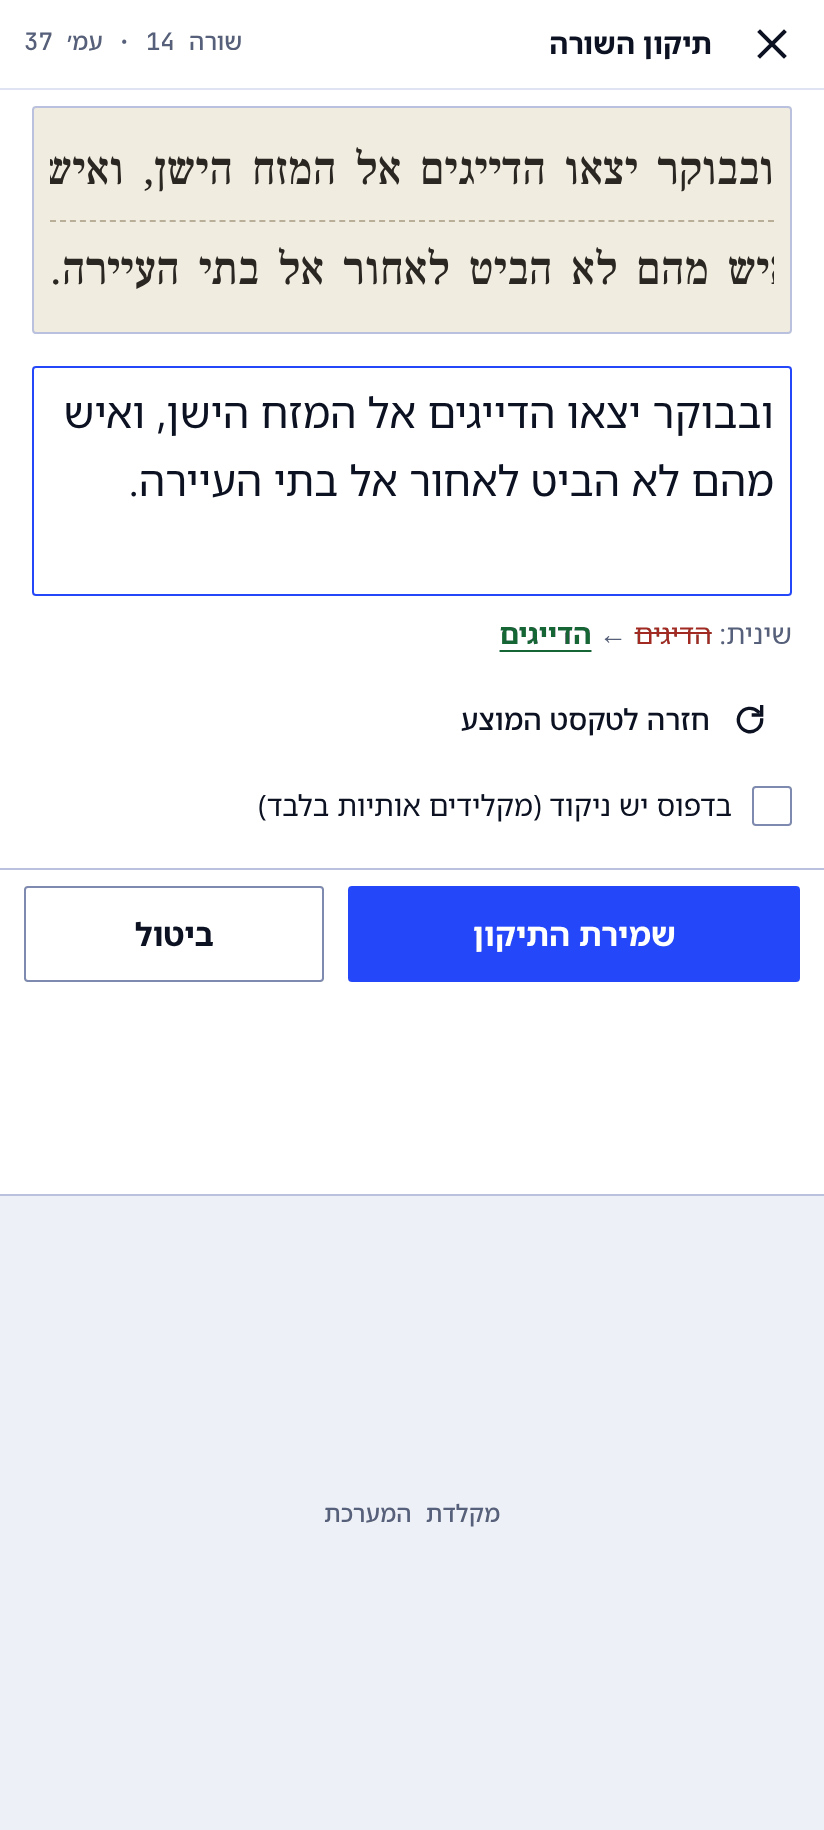 תיקון השורה
שורה 14 · עמ׳ 37
ובבוקר יצאו הדייגים אל המזח הישן, ואיש
איש מהם לא הביט לאחור אל בתי העיירה.
ובבוקר יצאו הדייגים אל המזח הישן, ואיש
מהם לא הביט לאחור אל בתי העיירה.
שינית: הדיגים ← הדייגים
חזרה לטקסט המוצע
בדפוס יש ניקוד (מקלידים אותיות בלבד)
שמירת התיקון
ביטול
מקלדת המערכת